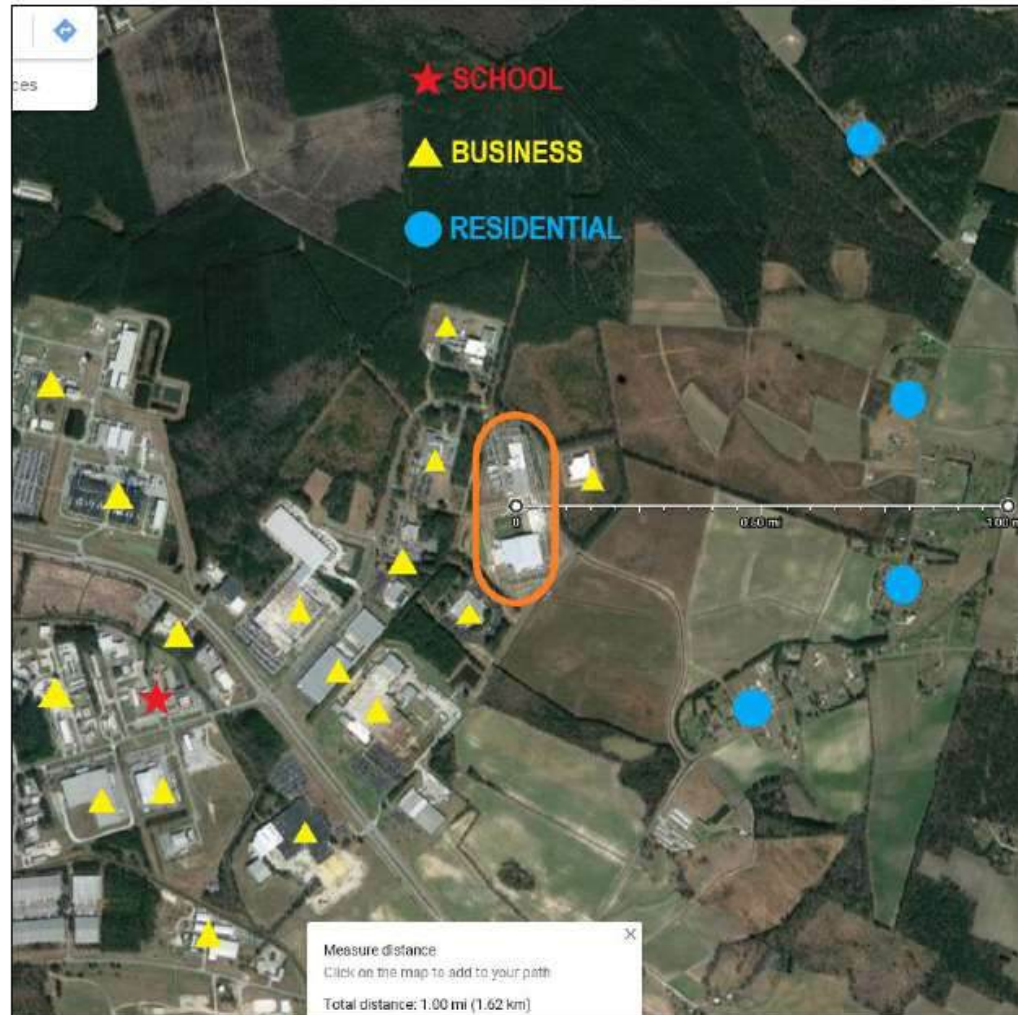 ces
SCHOOL
BUSINESS
RESIDENTIAL
0
0.50 mi
1.00 mi
Measure distance
Click on the map to add to your path
Total distance: 1.00 mi (1.62 km)